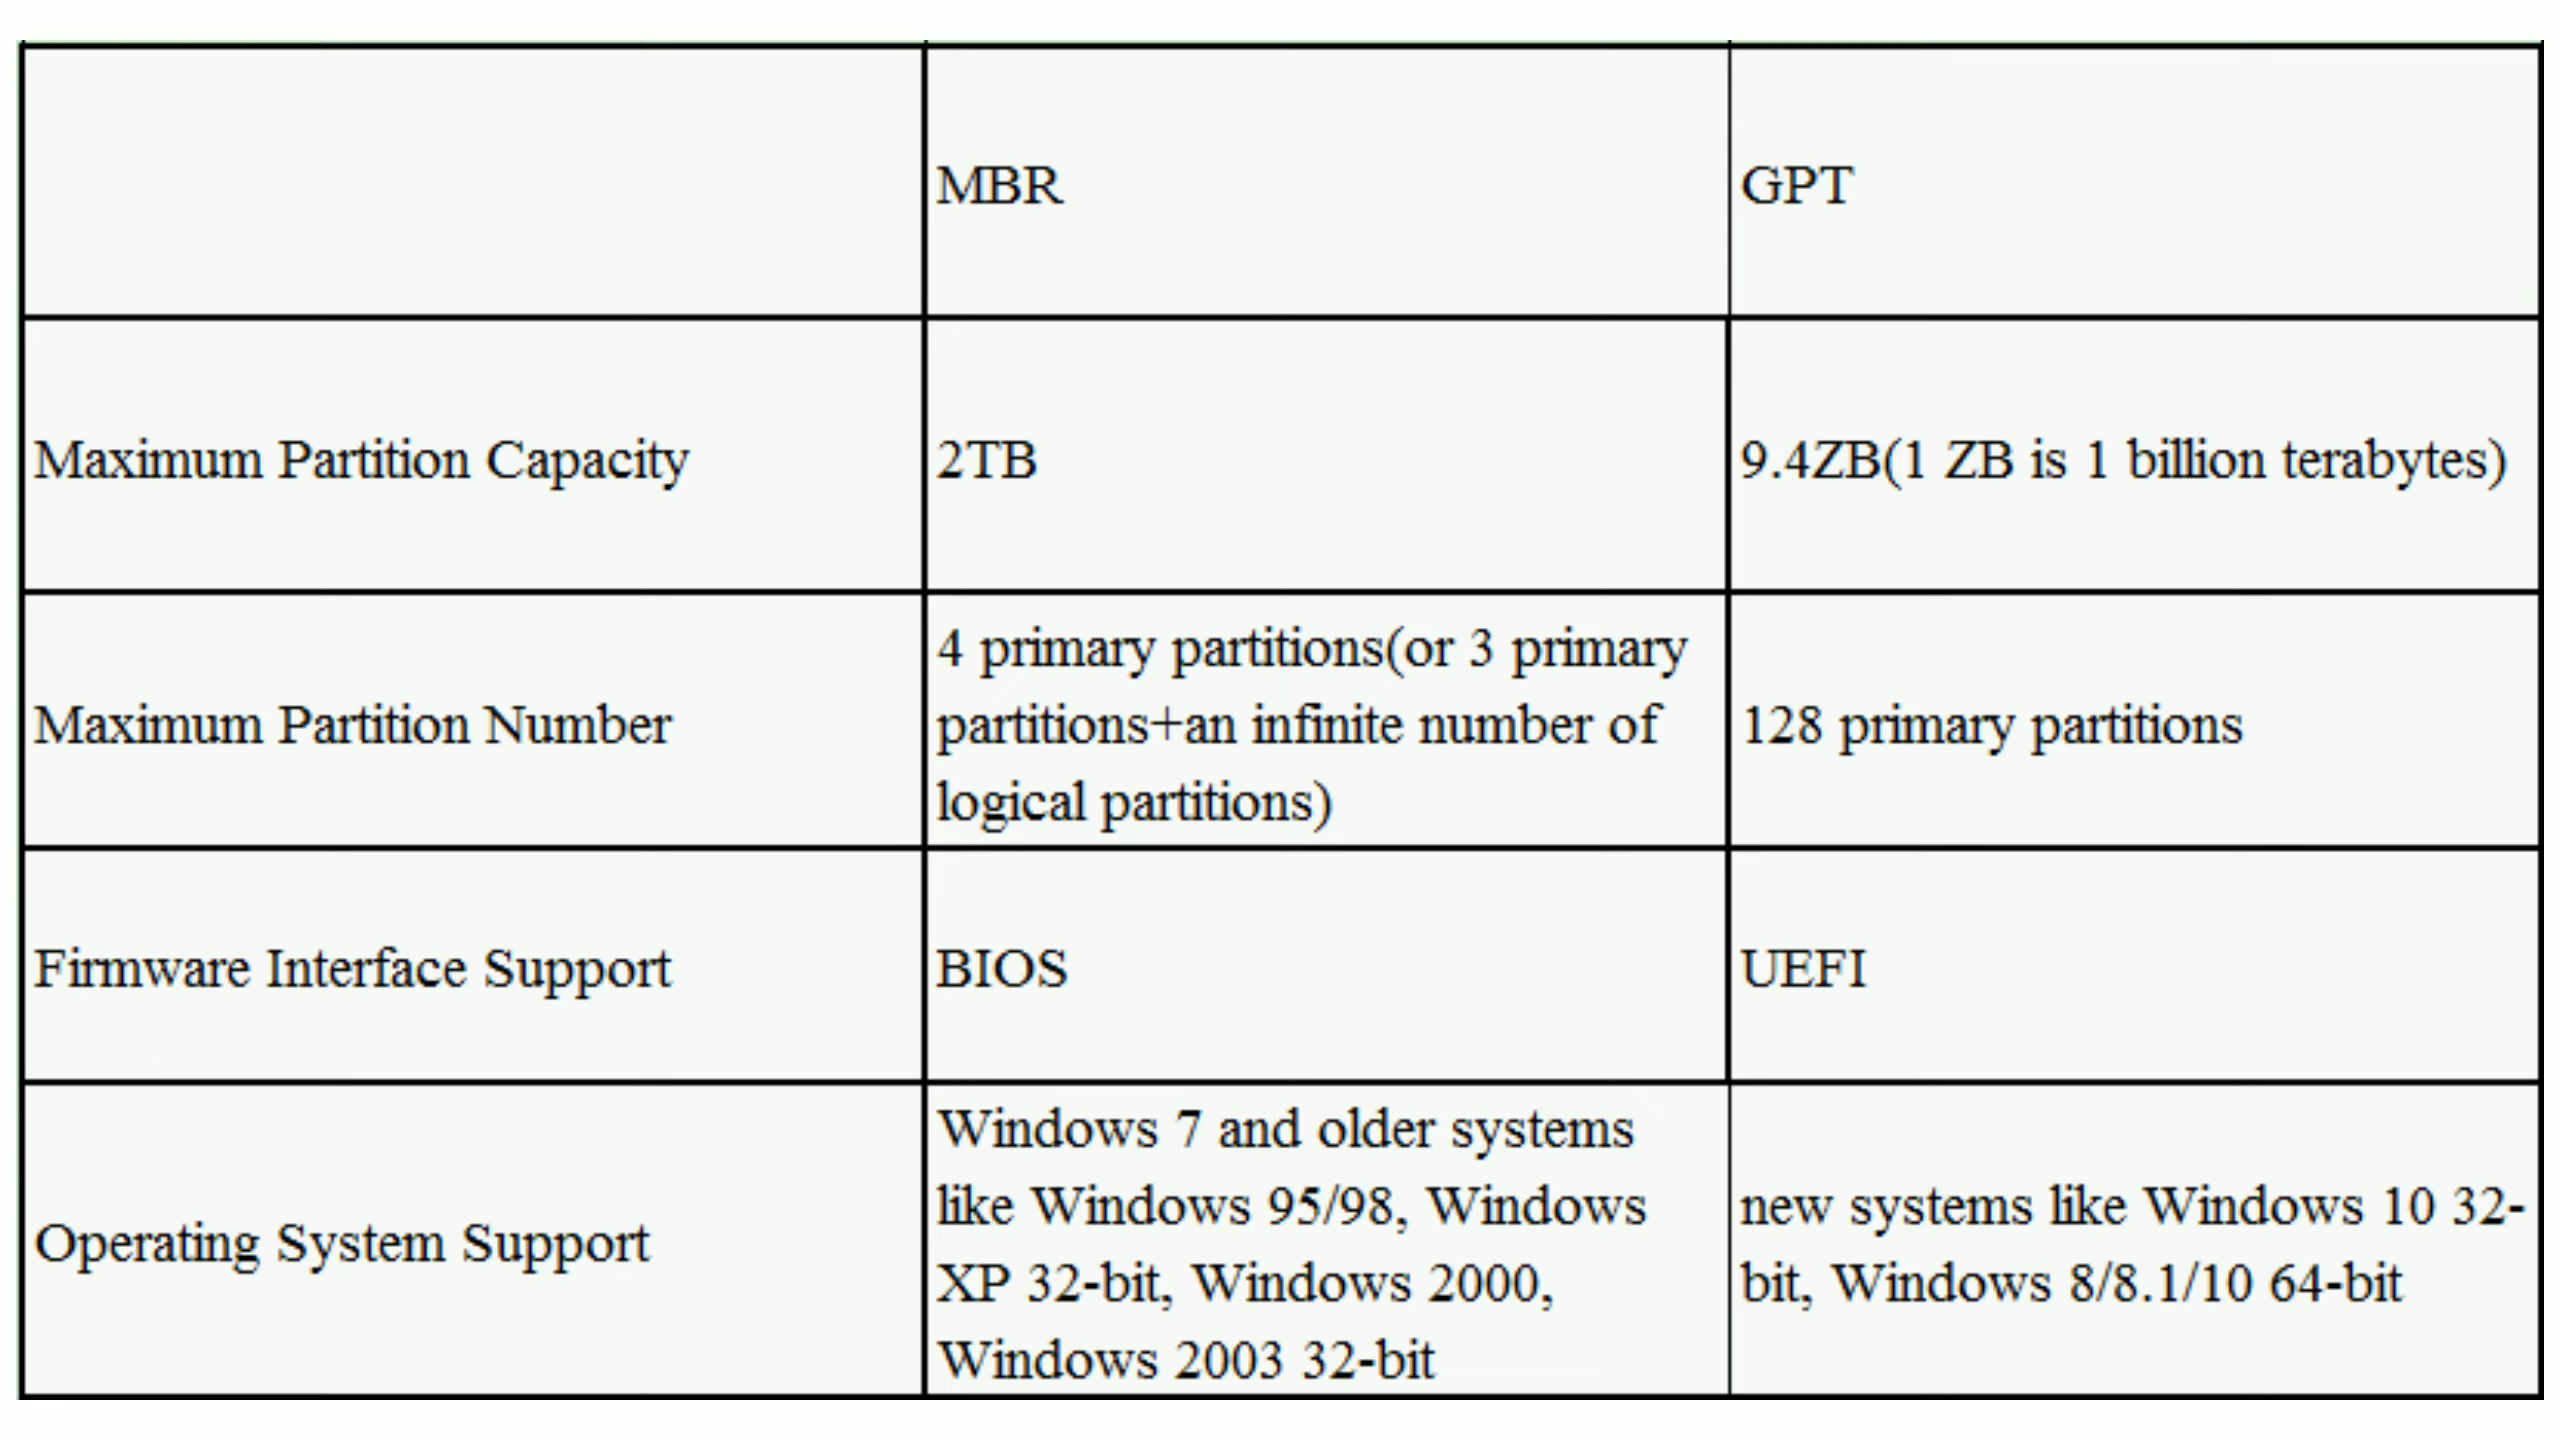 MBR
GPT
Maximum Partition Capacity
2TB
9.4ZB(1 ZB is 1 billion terabytes)
Maximum Partition Number
4 primary partitions(or 3 primary
partitions+an infinite number of
logical partitions)
128 primary partitions
Firmware Interface Support
BIOS
UEFI
Operating System Support
Windows 7 and older systems
like Windows 95/98, Windows
XP 32-bit, Windows 2000,
Windows 2003 32-bit
new systems like Windows 10 32-
bit, Windows 8/8.1/10 64-bit